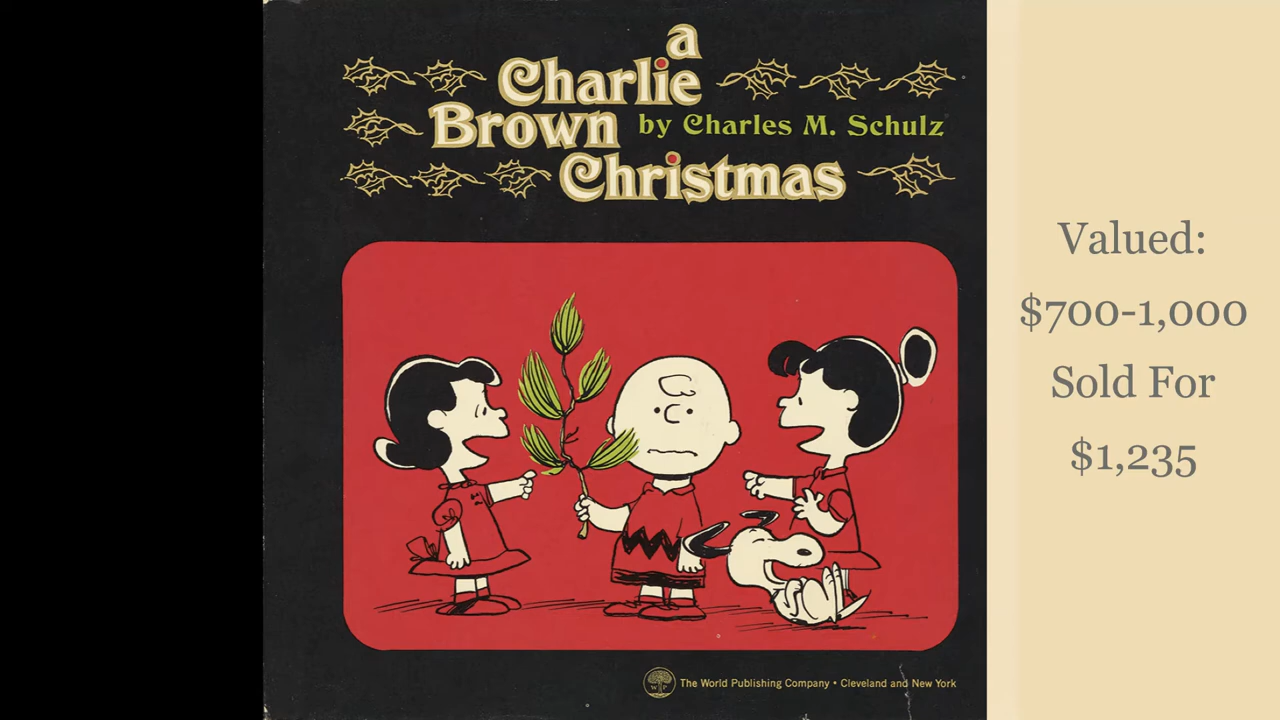 a
Charlie
Brown
by Charles M. Schulz
Christmas
WP
The World Publishing Company • Cleveland and New York
Valued:
$700-1,000
Sold For
$1,235